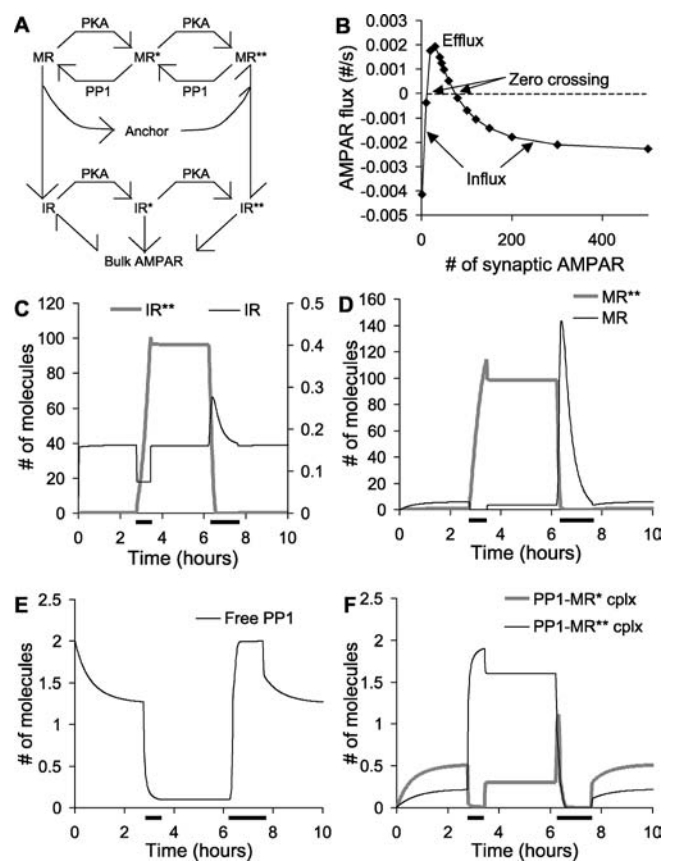 A
PKA PKA
MR MR* MR**
PP1 PP1
Anchor
PKA PKA
IR IR* IR**
Bulk AMPAR
B
AMPAR flux (#/s)
0.003
0.002
0.001
0
-0.001
-0.002
-0.003
-0.004
-0.005
Efflux
Zero crossing
Influx
0 200 400
# of synaptic AMPAR
C
IR** IR
# of molecules
120
100
80
60
40
20
0
0.5
0.4
0.3
0.2
0.1
0
0 2 4 6 8 10
Time (hours)
D
MR**
MR
# of molecules
160
140
120
100
80
60
40
20
0
0 2 4 6 8 10
Time (hours)
E
Free PP1
# of molecules
2.5
2
1.5
1
0.5
0
0 2 4 6 8 10
Time (hours)
F
PP1-MR* cplx
PP1-MR** cplx
# of molecules
2.5
2
1.5
1
0.5
0
0 2 4 6 8 10
Time (hours)